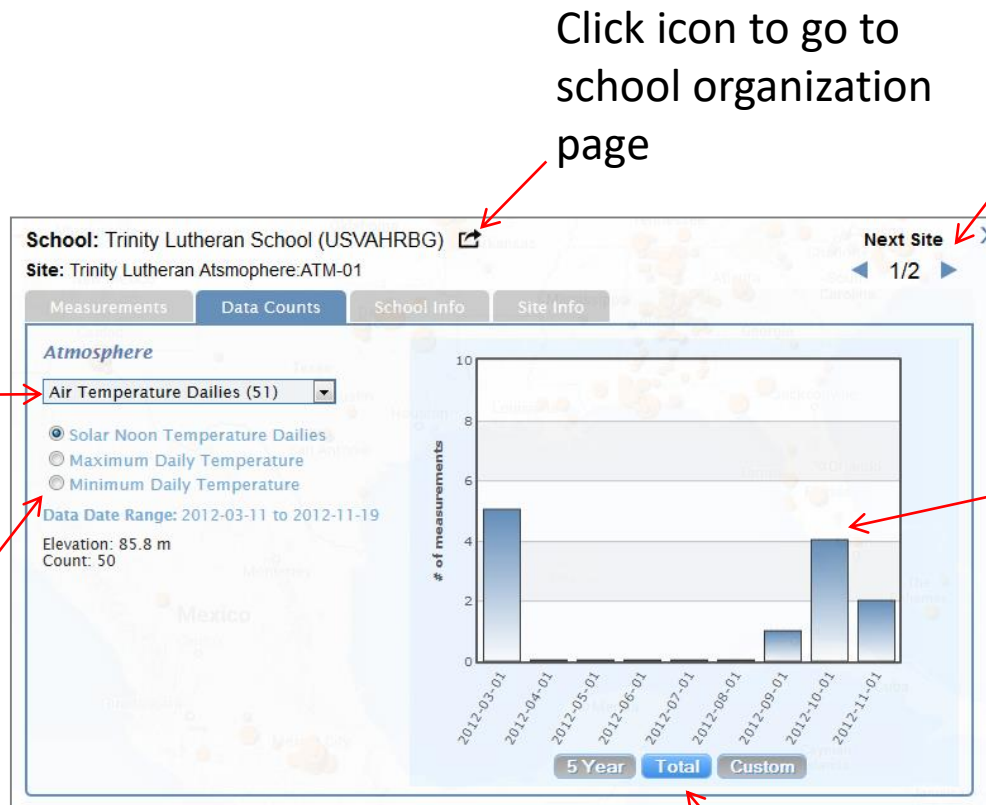 Click icon to go to
school organization
page
School: Trinity Lutheran School (USVAHRBG)
Next Site
Site: Trinity Lutheran Atsmophere:ATM-01
1/2
Measurements
Data Counts
School Info
Site Info
Atmosphere
Air Temperature Dailies (51)
Solar Noon Temperature Dailies
Maximum Daily Temperature
Minimum Daily Temperature
Data Date Range: 2012-03-11 to 2012-11-19
Elevation: 85.8 m
Count: 50
Mexico
# of measurements
10
8
6
4
2
0
2012-03-01
2012-04-01
2012-05-01
2012-06-01
2012-07-01
2012-08-01
2012-09-01
2012-10-01
2012-11-01
5 Year
Total
Custom